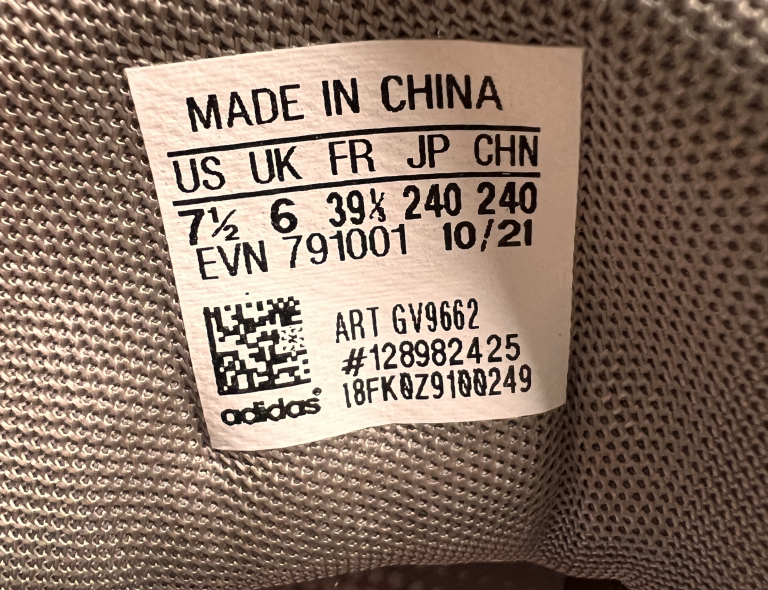 MADE IN CHINA
US UK FR JP CHN
7½ 6 39⅓ 240 240
EVN 791001 10/21
ART GV9662
#128982425
adidas®
18FK0Z9100249